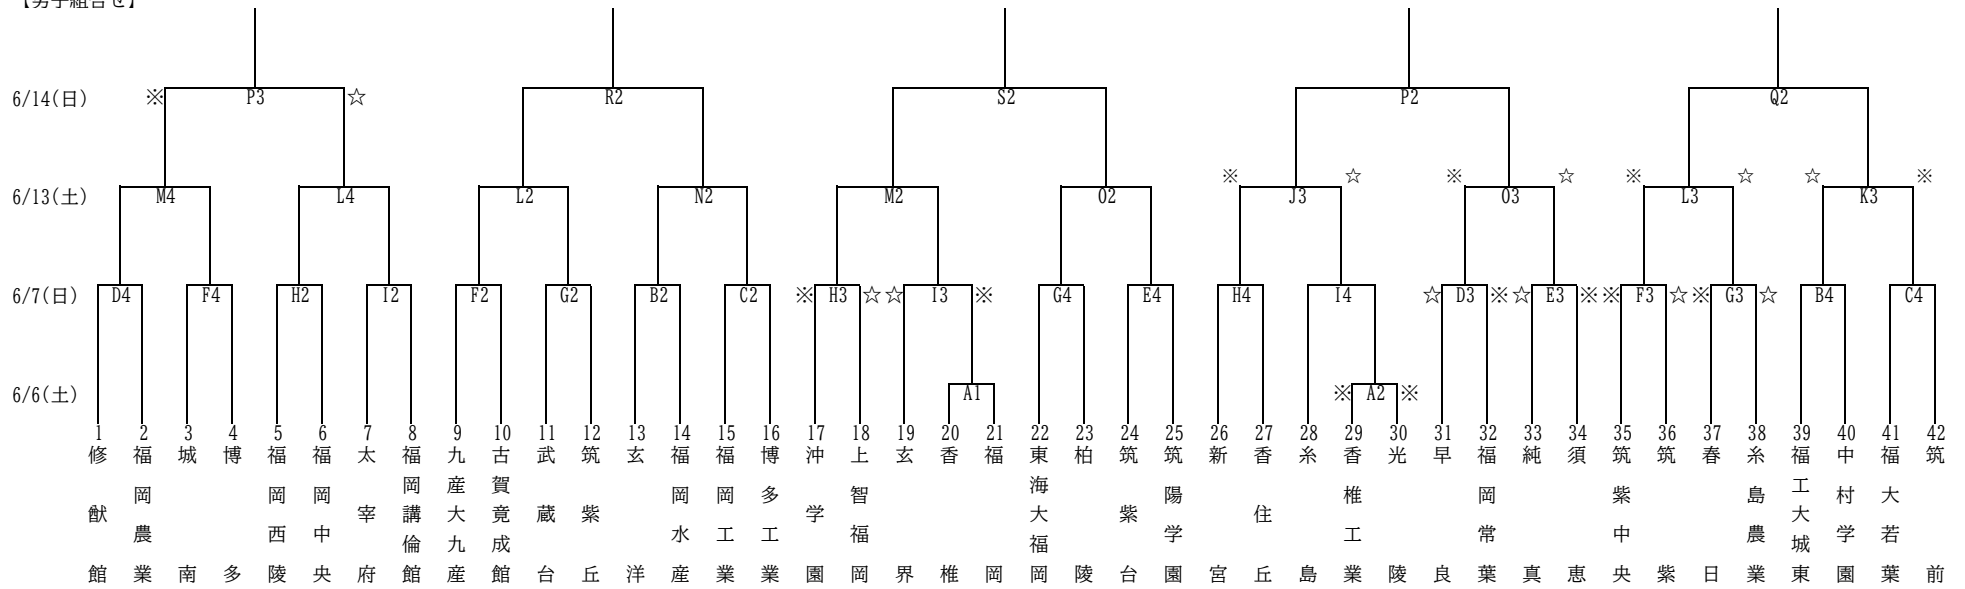 【男子組合せ】
6/14(日) ※ P3 ☆ R2 S2 P2 Q2
※ ☆ ※ ☆ ※ ☆ ☆ ※
6/13(土) M4 L4 L2 N2 M2 O2 J3 O3 L3 K3
6/7(日) D4 F4 H2 I2 F2 G2 B2 C2 ※ H3 ☆ ☆ I3 ※ G4 E4 H4 I4 ☆ D3 ※ ☆ E3 ※ ※ F3 ☆ ※ G3 ☆ B4 C4
6/6(土) A1 ※ A2 ※
1 2 3 4 5 6 7 8 9 10 11 12 13 14 15 16 17 18 19 20 21 22 23 24 25 26 27 28 29 30 31 32 33 34 35 36 37 38 39 40 41 42
修猷館
福岡農業
城南
博多
福岡西陵
福岡中央
太宰府
福岡講倫館
九産大九産
古賀竟成館
武蔵台
筑紫丘
玄洋
福岡水産
福岡工業
博多工業
沖学園
上智福岡
玄界
香椎
福岡
東海大福岡
柏陵
筑紫台
筑陽学園
新宮
香住丘
糸島
香椎工業
光陵
早良
福岡常葉
純真
須恵
筑紫中央
筑紫
春日
糸島農業
福工大城東
中村学園
福大若葉
筑前